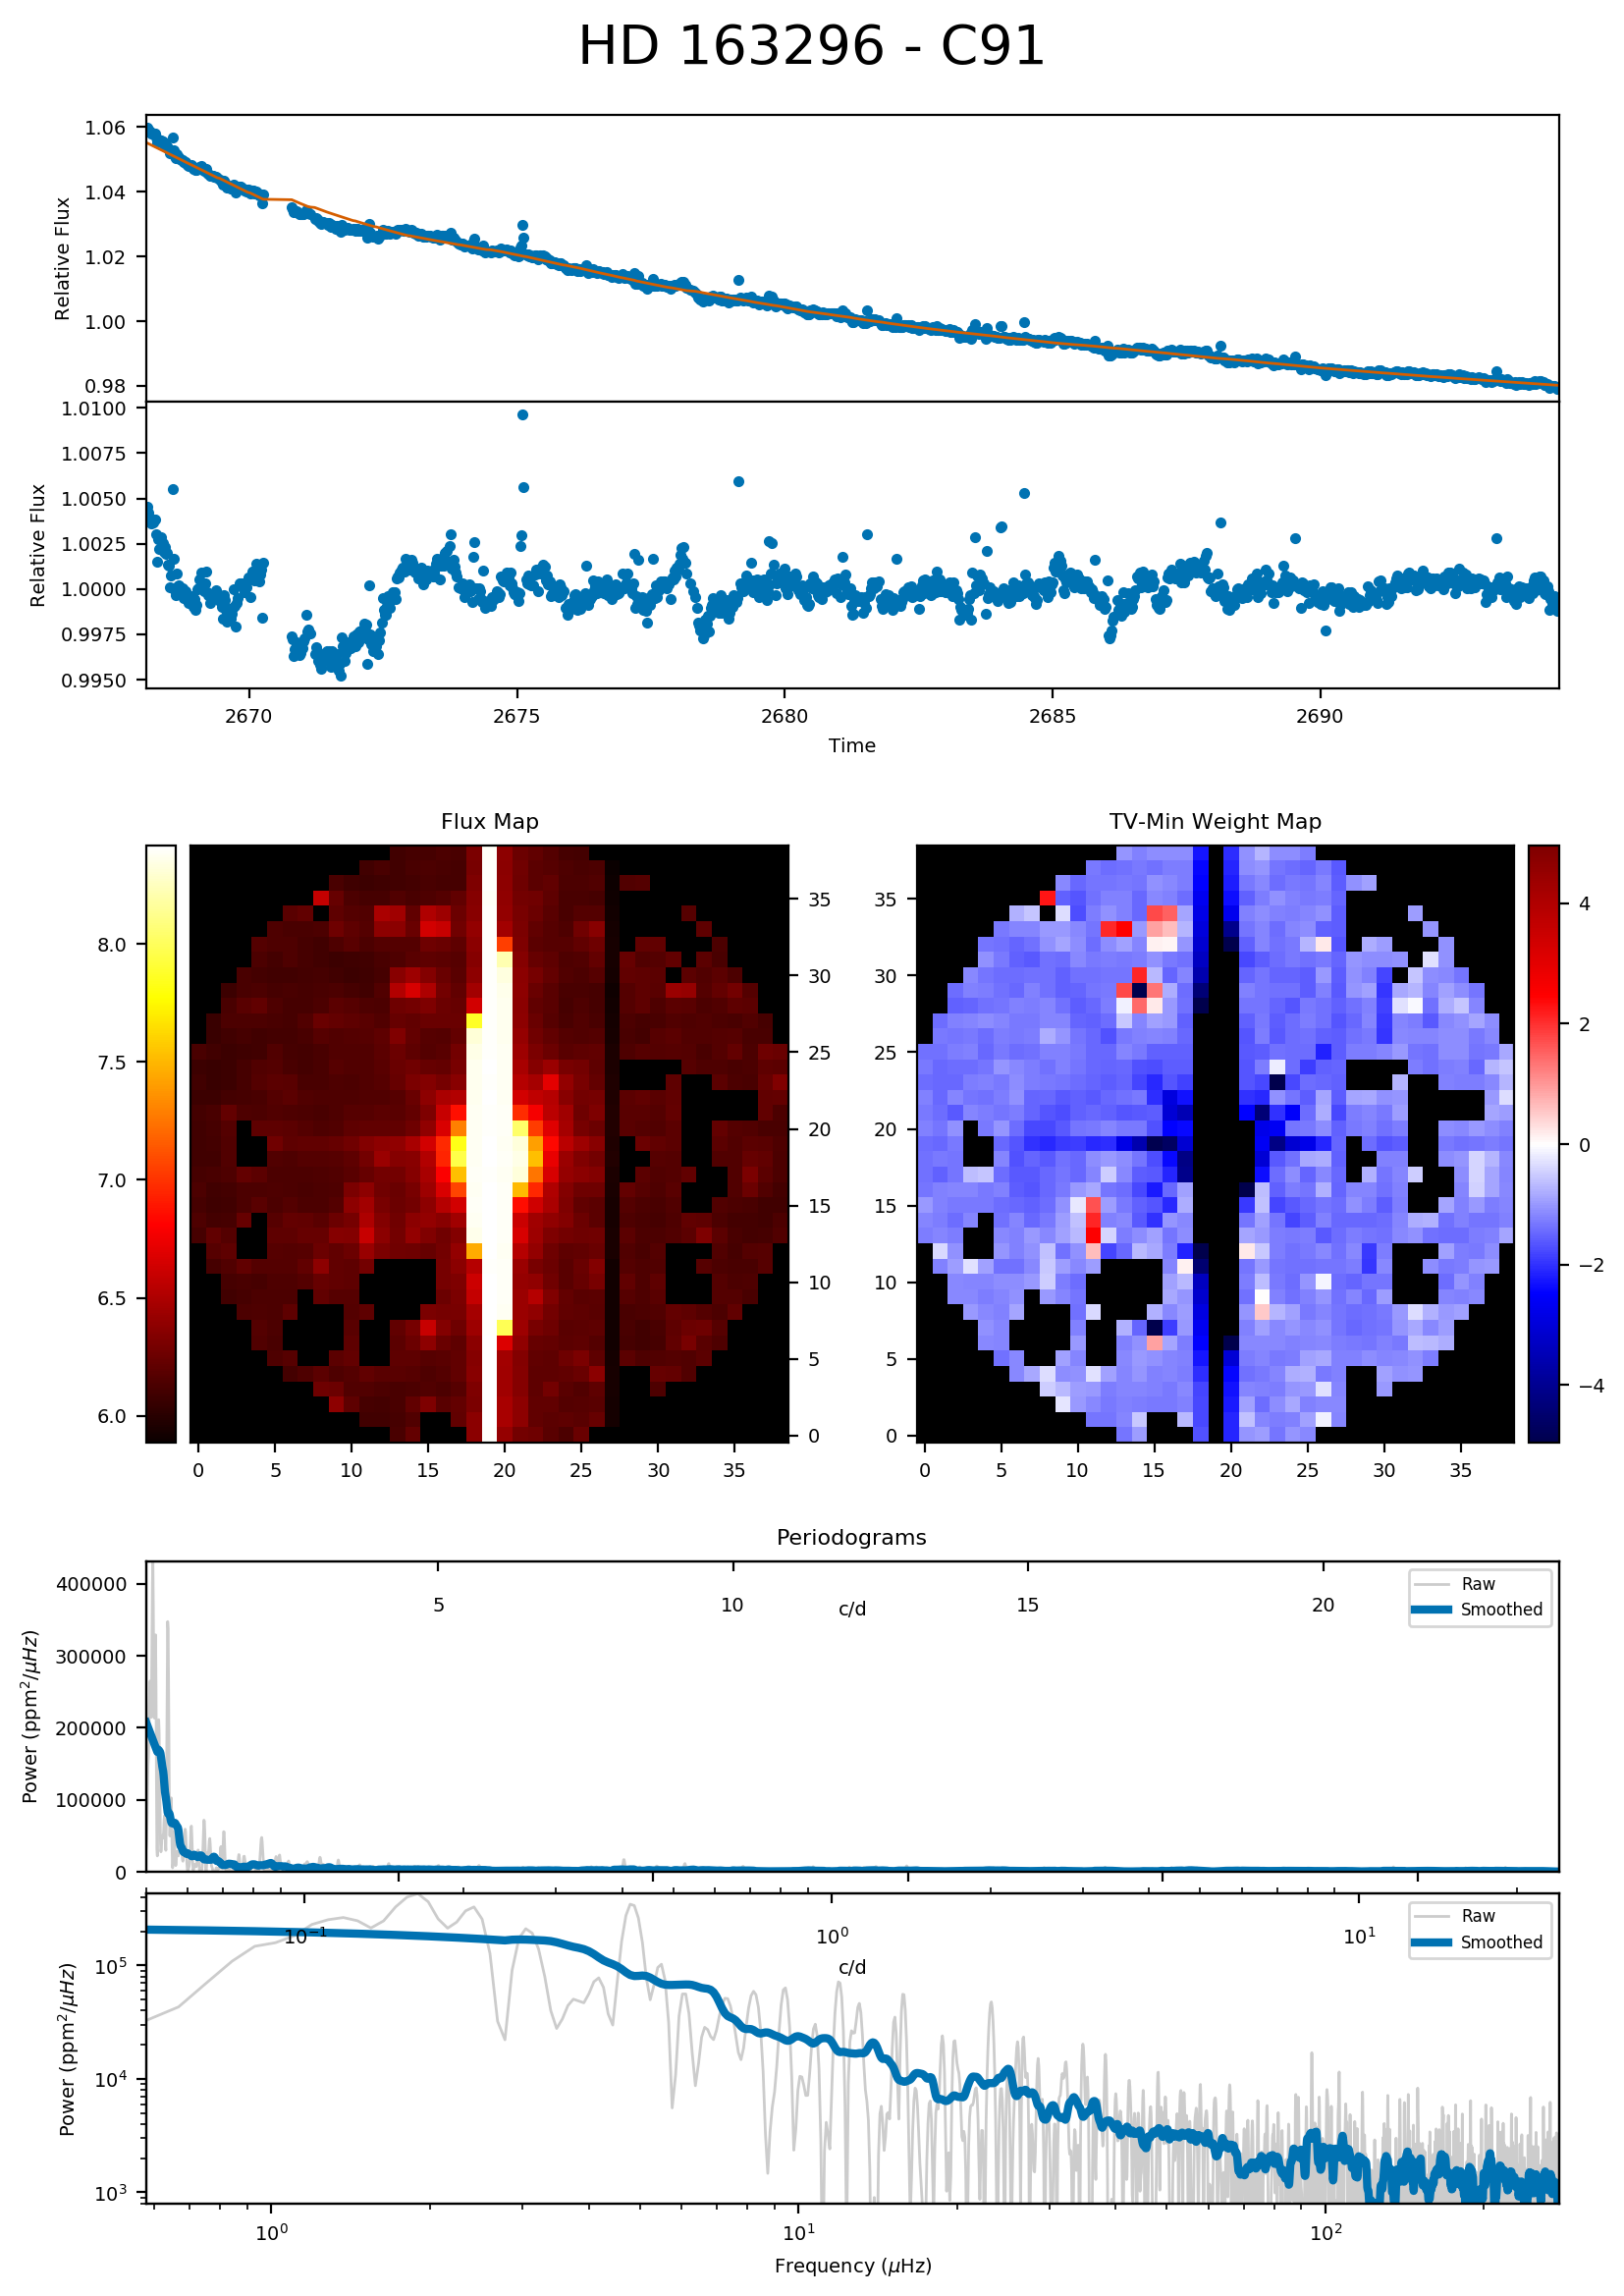 HD 163296 - C91
1.06
1.04
1.02
1.00
0.98
Relative Flux
1.0100
1.0075
1.0050
1.0025
1.0000
0.9975
0.9950
Relative Flux
2670 2675 2680 2685 2690
Time
Flux Map
8.0
7.5
7.0
6.5
6.0
35
30
25
20
15
10
5
0
0 5 10 15 20 25 30 35
TV-Min Weight Map
35
30
25
20
15
10
5
0
4
2
0
−2
−4
0 5 10 15 20 25 30 35
Periodograms
400000
300000
200000
100000
0
Power (ppm²/μHz)
5 10 15 20
c/d
Raw
Smoothed
10⁵
10⁴
10³
Power (ppm²/μHz)
10⁻¹ 10⁰ 10¹
c/d
Raw
Smoothed
10⁰ 10¹ 10²
Frequency (μHz)